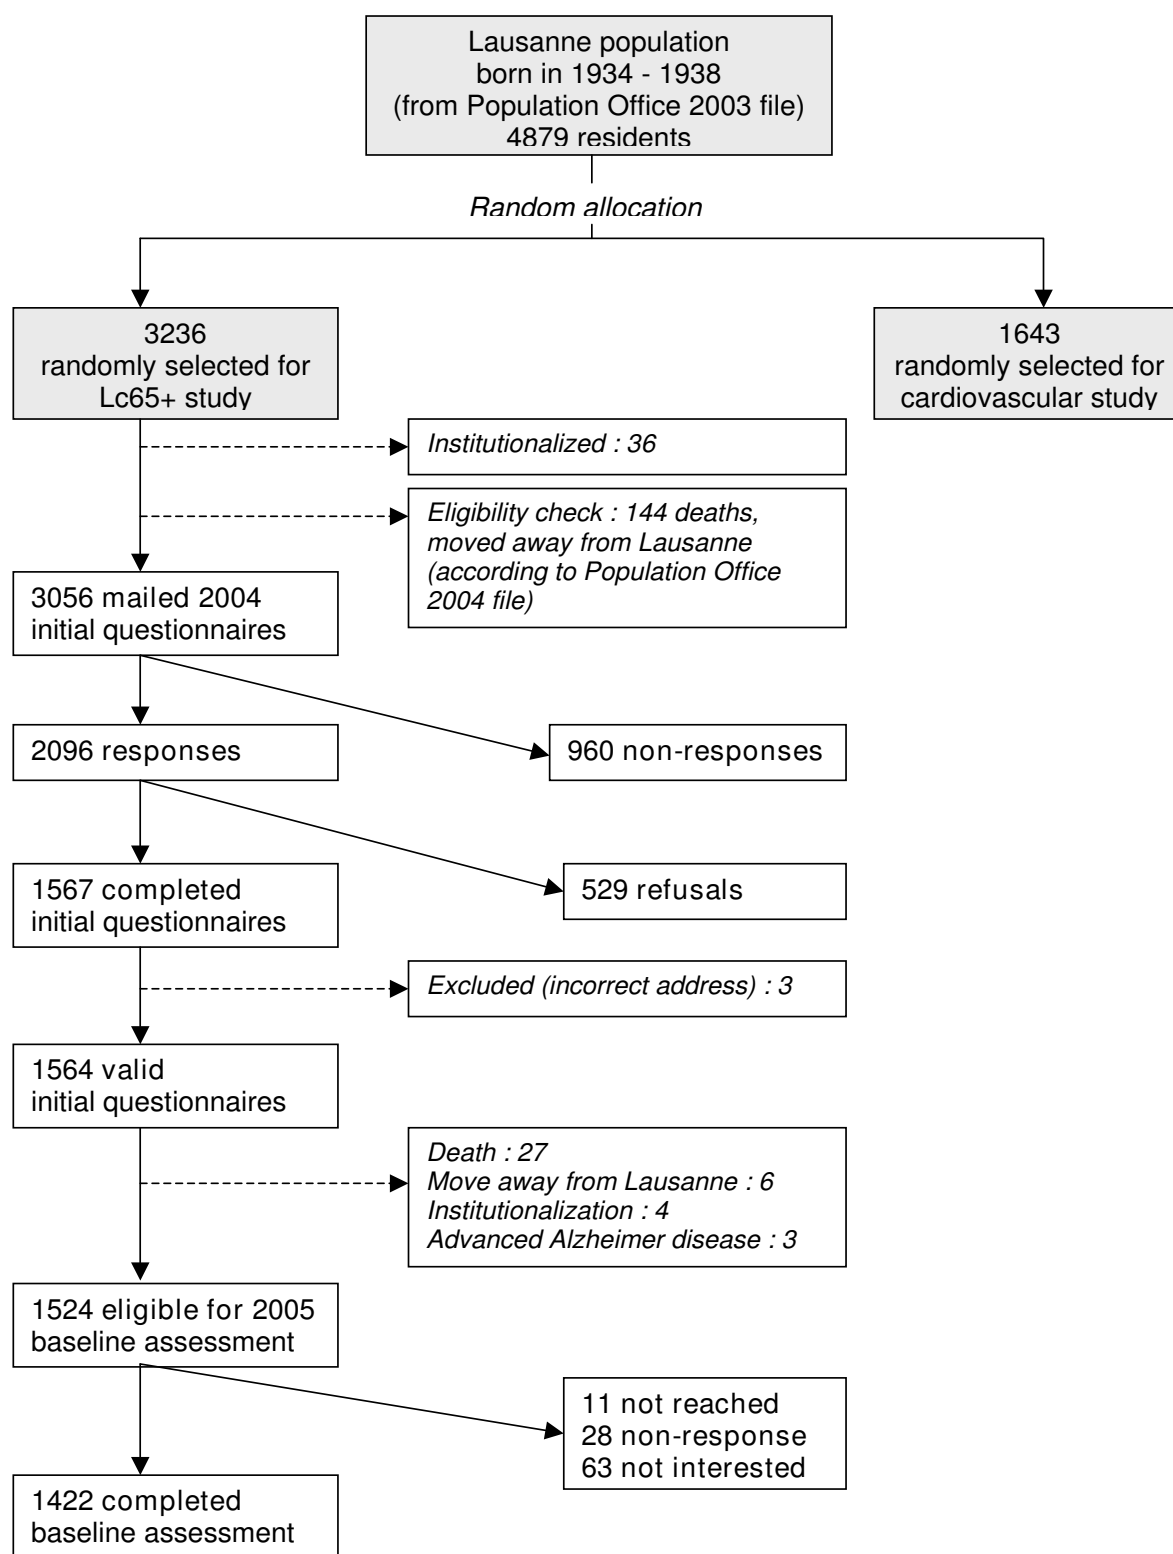 Lausanne population
born in 1934 - 1938
(from Population Office 2003 file)
4879 residents
Random allocation
3236
randomly selected for
Lc65+ study
1643
randomly selected for
cardiovascular study
Institutionalized : 36
Eligibility check : 144 deaths,
moved away from Lausanne
(according to Population Office
2004 file)
3056 mailed 2004
initial questionnaires
2096 responses
960 non-responses
1567 completed
initial questionnaires
529 refusals
Excluded (incorrect address) : 3
1564 valid
initial questionnaires
Death : 27
Move away from Lausanne : 6
Institutionalization : 4
Advanced Alzheimer disease : 3
1524 eligible for 2005
baseline assessment
11 not reached
28 non-response
63 not interested
1422 completed
baseline assessment